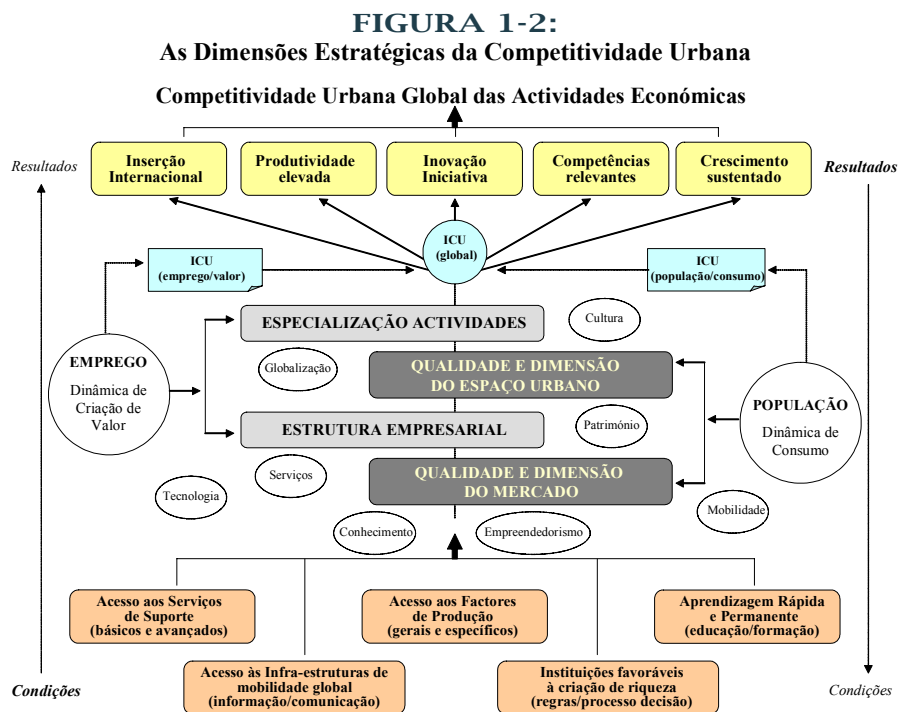 FIGURA 1-2:
As Dimensões Estratégicas da Competitividade Urbana
Competitividade Urbana Global das Actividades Económicas
Resultados
Inserção
Internacional
Produtividade
elevada
Inovação
Iniciativa
Competências
relevantes
Crescimento
sustentado
Resultados
ICU
(global)
ICU
(emprego/valor)
ICU
(população/consumo)
ESPECIALIZAÇÃO ACTIVIDADES
Cultura
EMPREGO
Dinâmica de
Criação de
Valor
Globalização
QUALIDADE E DIMENSÃO
DO ESPAÇO URBANO
POPULAÇÃO
Dinâmica de
Consumo
ESTRUTURA EMPRESARIAL
Património
Serviços
QUALIDADE E DIMENSÃO
DO MERCADO
Tecnologia
Mobilidade
Conhecimento
Empreendedorismo
Acesso aos Serviços
de Suporte
(básicos e avançados)
Acesso aos Factores
de Produção
(gerais e específicos)
Aprendizagem Rápida
e Permanente
(educação/formação)
Acesso às Infra-estruturas de
mobilidade global
(informação/comunicação)
Instituições favoráveis
à criação de riqueza
(regras/processo decisão)
Condições
Condições